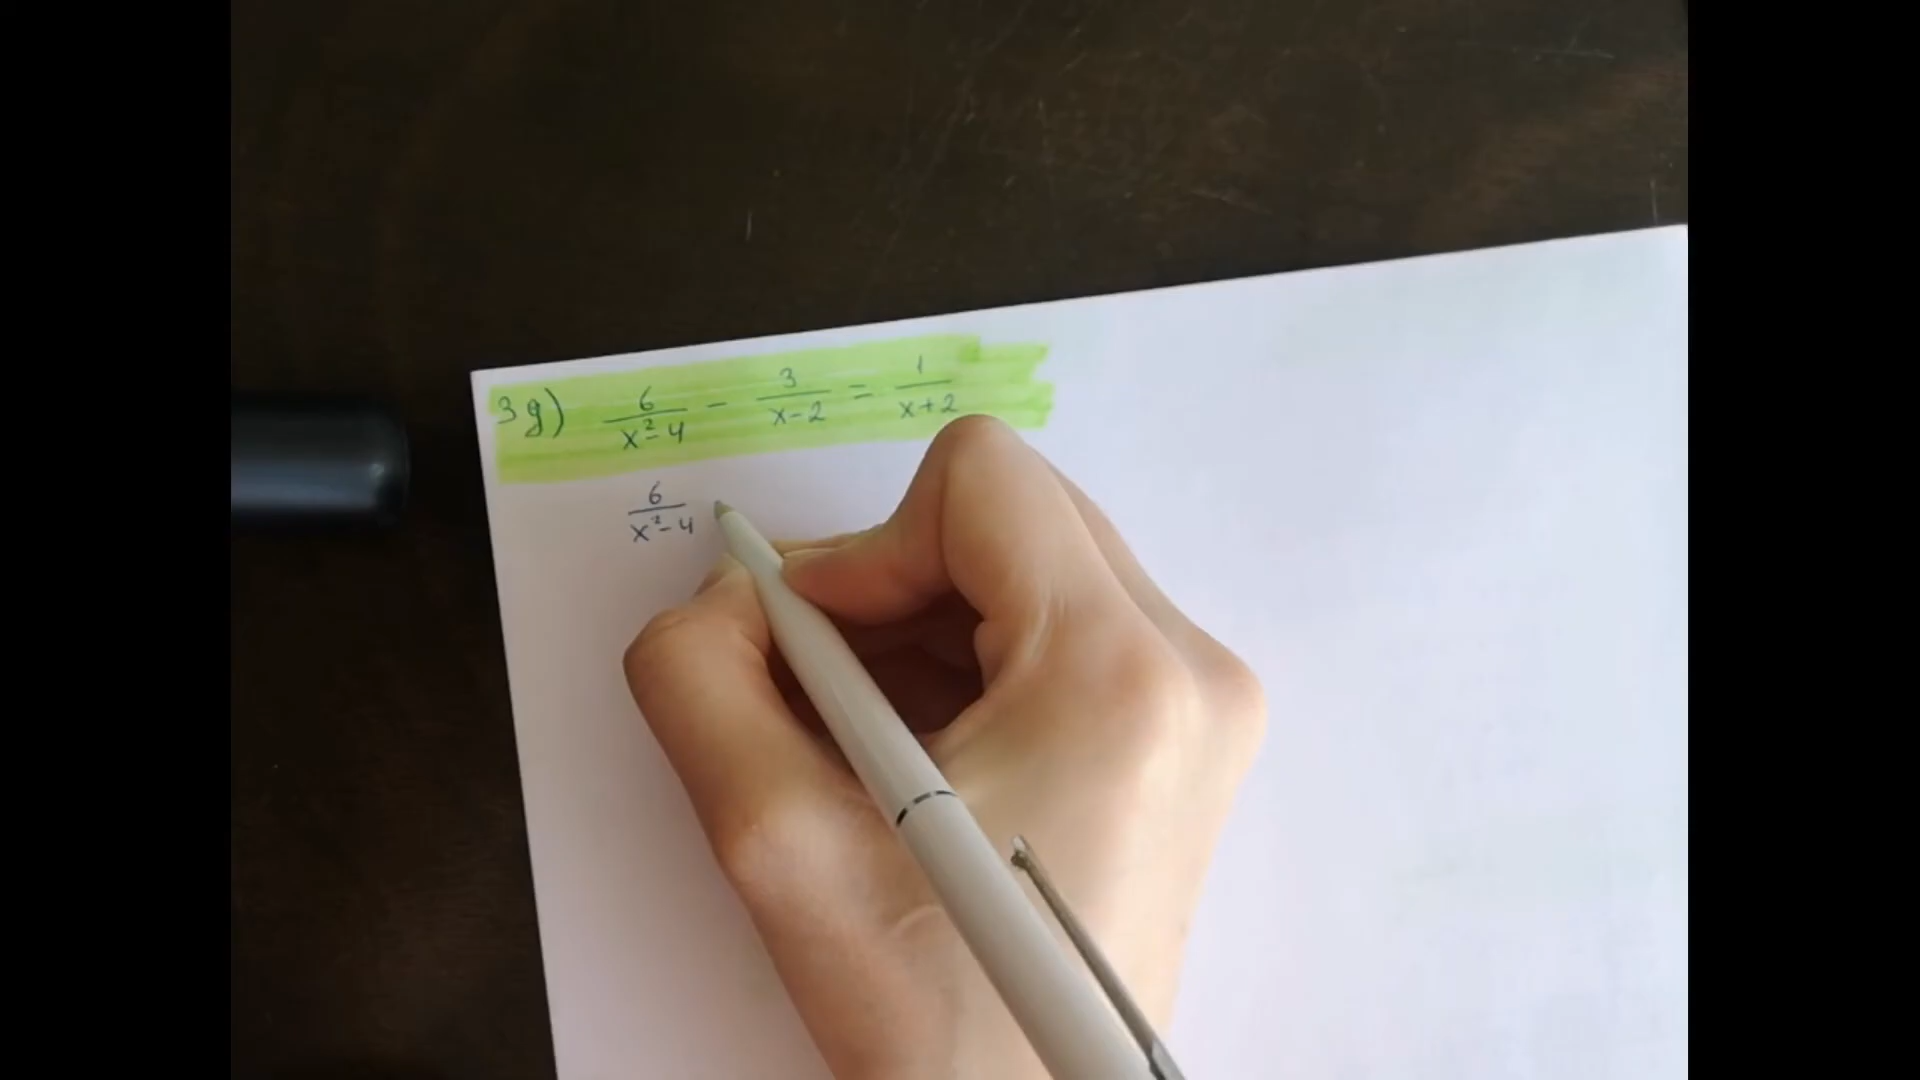 3g) 6/(x²-4) - 3/(x-2) = 1/(x+2)
6/(x²-4)